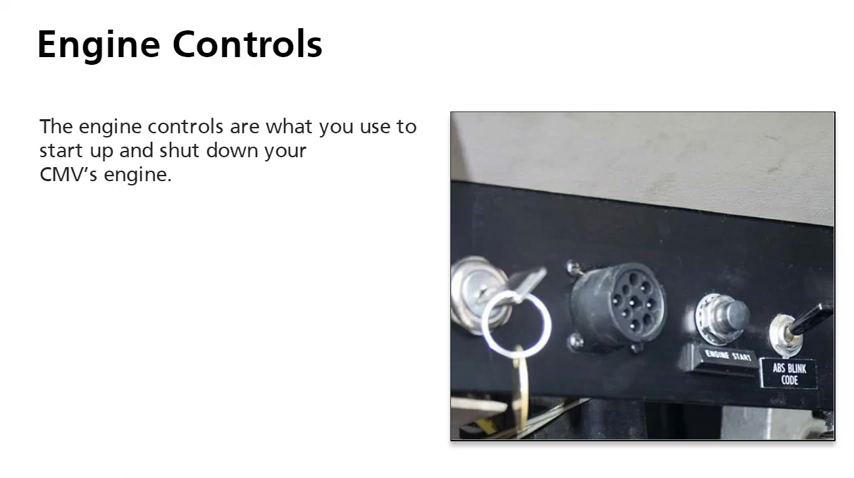 Engine Controls
The engine controls are what you use to
start up and shut down your
CMV's engine.
ENGINE START
ABS BLINK
CODE